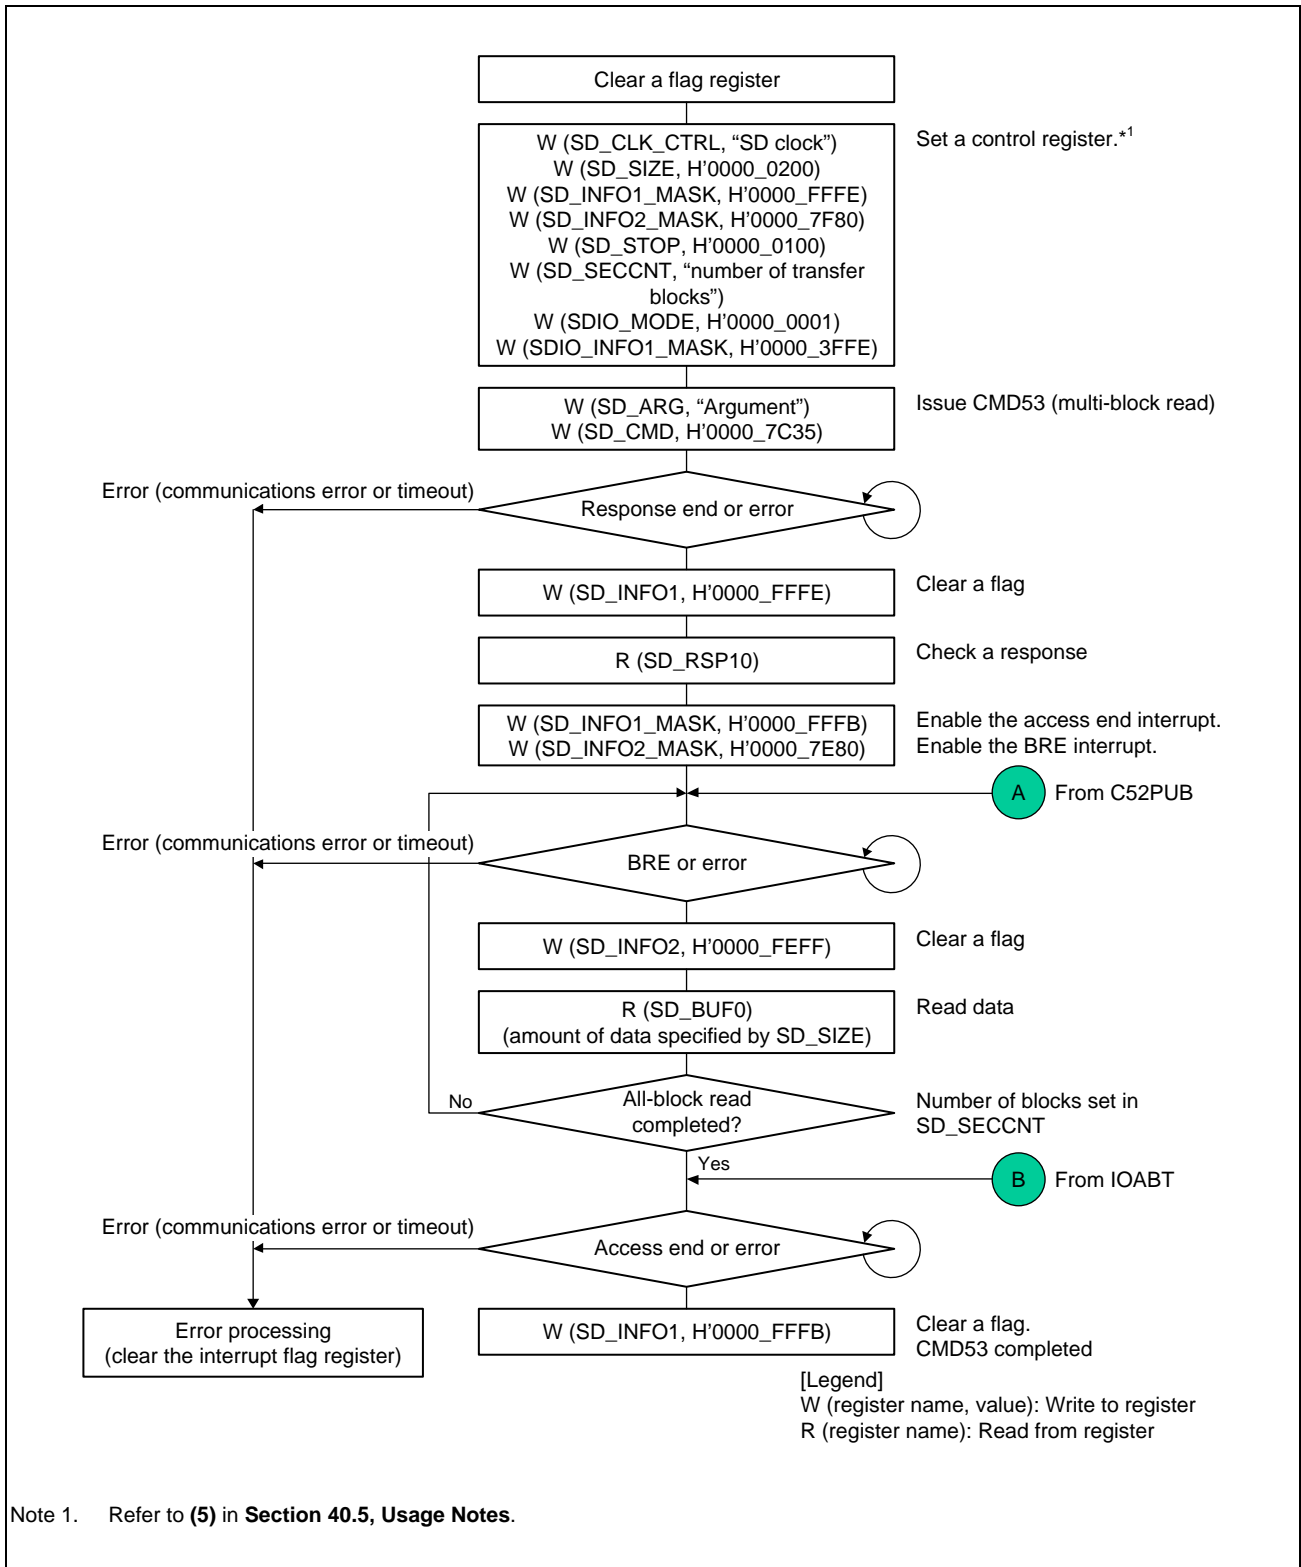 Clear a flag register
W (SD_CLK_CTRL, “SD clock”)
W (SD_SIZE, H’0000_0200)
W (SD_INFO1_MASK, H’0000_FFFE)
W (SD_INFO2_MASK, H’0000_7F80)
W (SD_STOP, H’0000_0100)
W (SD_SECCNT, “number of transfer
blocks”)
W (SDIO_MODE, H’0000_0001)
W (SDIO_INFO1_MASK, H’0000_3FFE)
Set a control register.*1
W (SD_ARG, “Argument”)
W (SD_CMD, H’0000_7C35)
Issue CMD53 (multi-block read)
Error (communications error or timeout)
Response end or error
W (SD_INFO1, H’0000_FFFE)
Clear a flag
R (SD_RSP10)
Check a response
W (SD_INFO1_MASK, H’0000_FFFB)
W (SD_INFO2_MASK, H’0000_7E80)
Enable the access end interrupt.
Enable the BRE interrupt.
A
From C52PUB
Error (communications error or timeout)
BRE or error
W (SD_INFO2, H’0000_FEFF)
Clear a flag
R (SD_BUF0)
(amount of data specified by SD_SIZE)
Read data
No
All-block read
completed?
Number of blocks set in
SD_SECCNT
Yes
B
From IOABT
Error (communications error or timeout)
Access end or error
Error processing
(clear the interrupt flag register)
W (SD_INFO1, H’0000_FFFB)
Clear a flag.
CMD53 completed
[Legend]
W (register name, value): Write to register
R (register name): Read from register
Note 1. Refer to (5) in Section 40.5, Usage Notes.